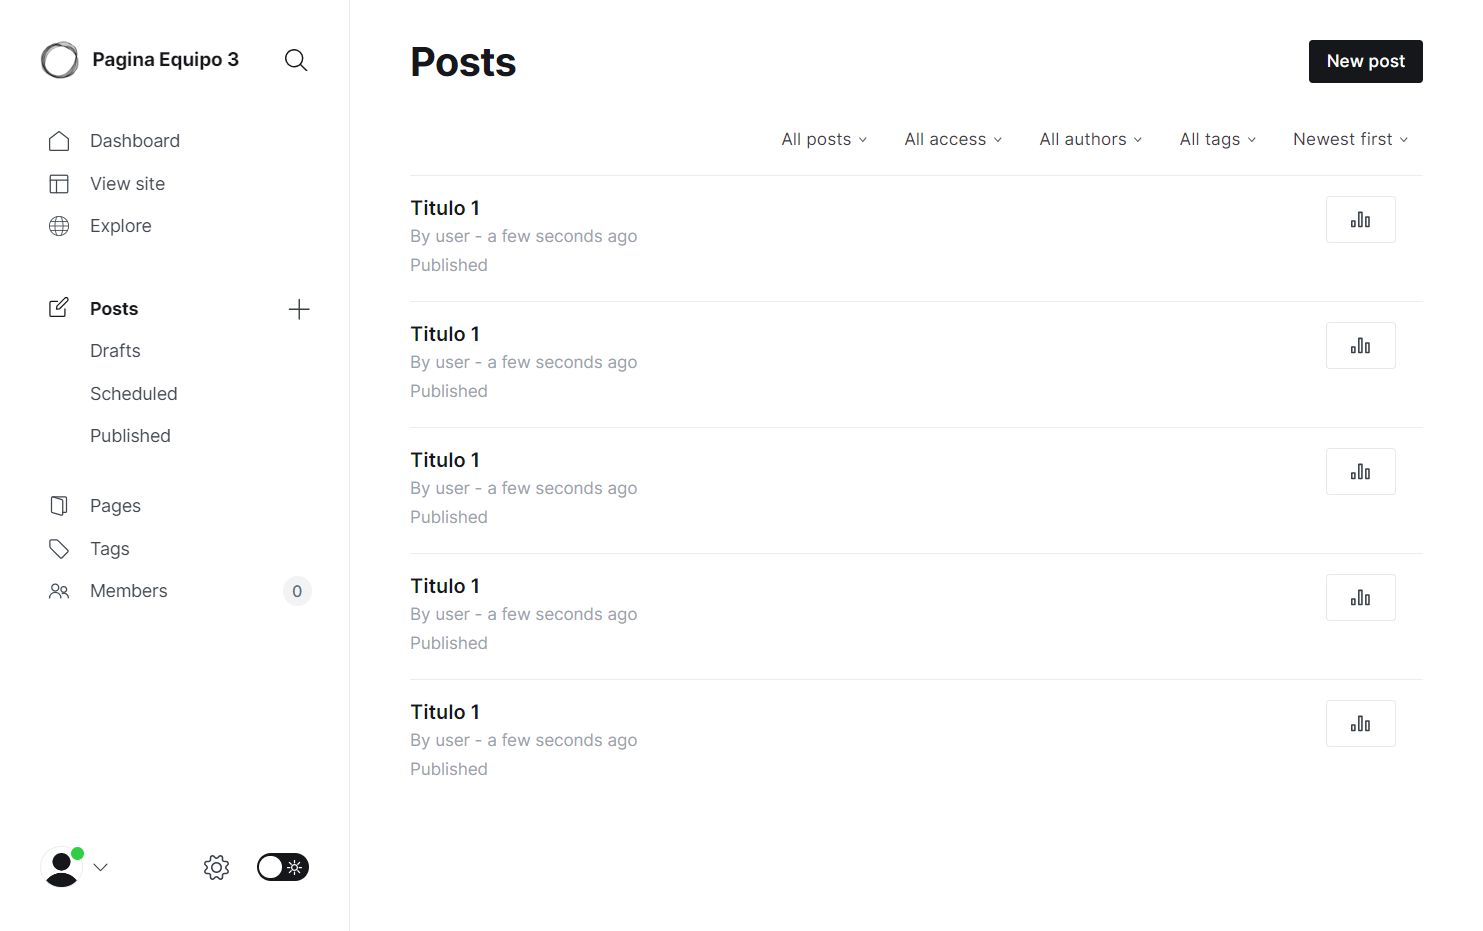 Pagina Equipo 3
Dashboard
View site
Explore
Posts
Drafts
Scheduled
Published
Pages
Tags
Members 0
Posts
New post
All posts All access All authors All tags Newest first
Titulo 1
By user - a few seconds ago
Published
Titulo 1
By user - a few seconds ago
Published
Titulo 1
By user - a few seconds ago
Published
Titulo 1
By user - a few seconds ago
Published
Titulo 1
By user - a few seconds ago
Published